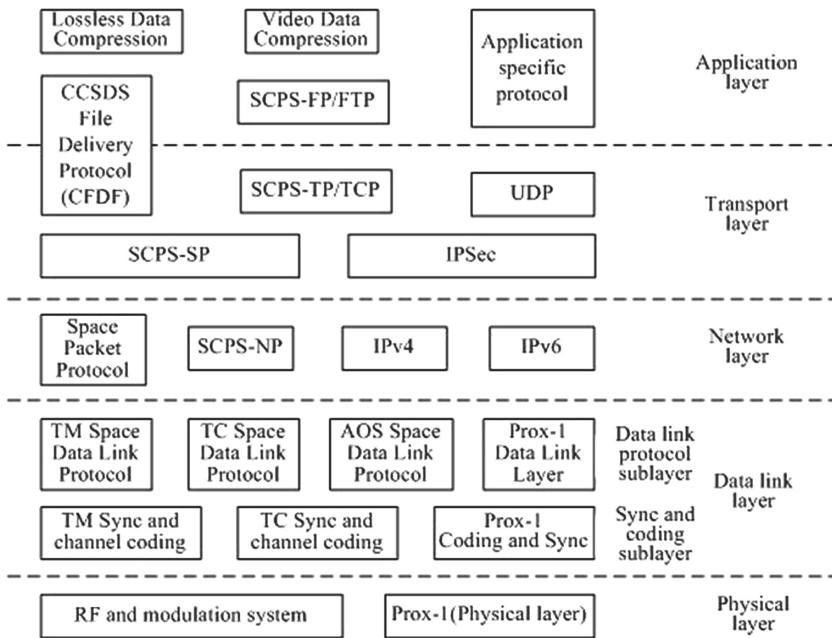 Lossless Data
Compression
Video Data
Compression
Application
specific
protocol
Application
layer
CCSDS
File
Delivery
Protocol
(CFDF)
SCPS-FP/FTP
SCPS-TP/TCP
UDP
Transport
layer
SCPS-SP
IPSec
Space
Packet
Protocol
SCPS-NP
IPv4
IPv6
Network
layer
TM Space
Data Link
Protocol
TC Space
Data Link
Protocol
AOS Space
Data Link
Protocol
Prox-1
Data Link
Layer
Data link
protocol
sublayer
Data link
layer
TM Sync and
channel coding
TC Sync and
channel coding
Prox-1
Coding and Sync
Sync and
coding
sublayer
RF and modulation system
Prox-1(Physical layer)
Physical
layer